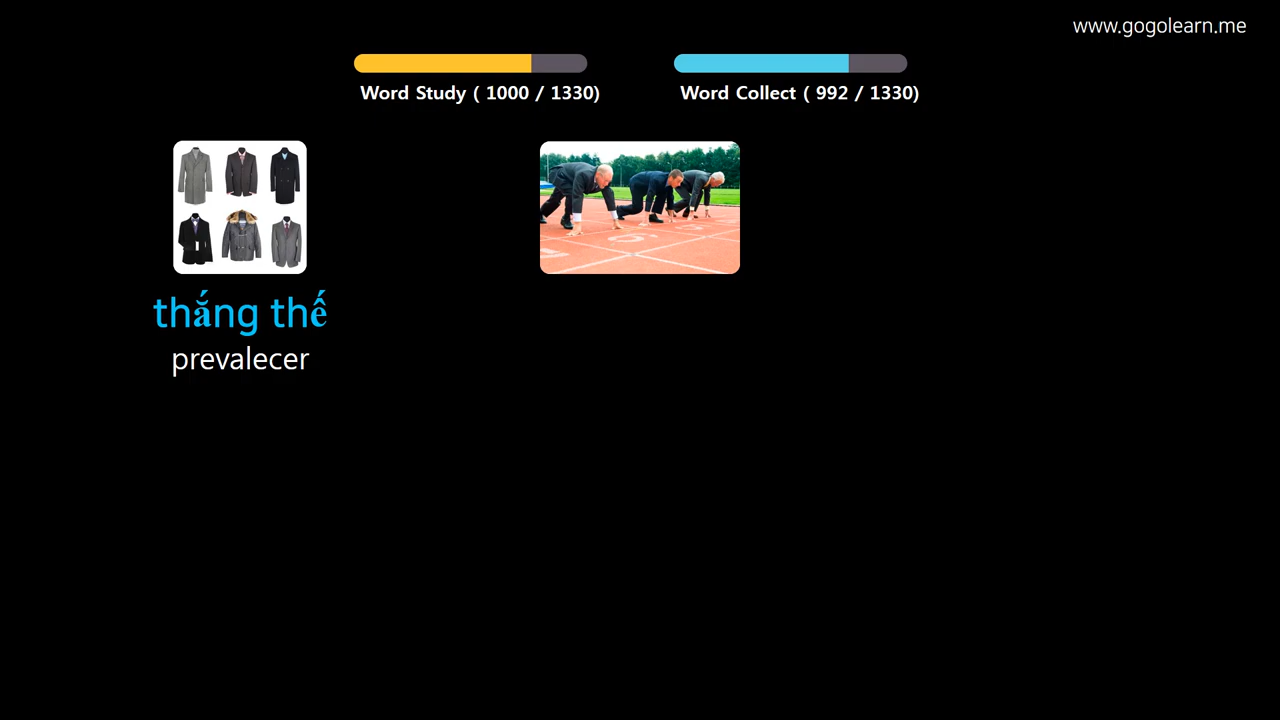 www.gogolearn.me
Word Study ( 1000 / 1330)
Word Collect ( 992 / 1330)
thắng thế
prevalecer